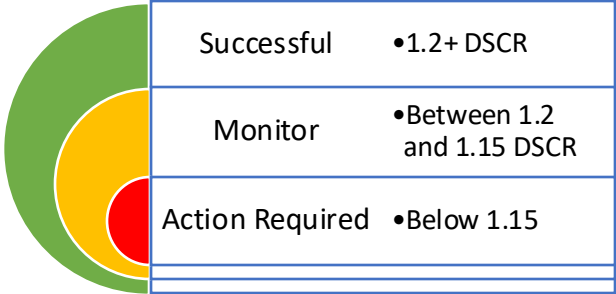 Successful •1.2+ DSCR
Monitor •Between 1.2
and 1.15 DSCR
Action Required •Below 1.15